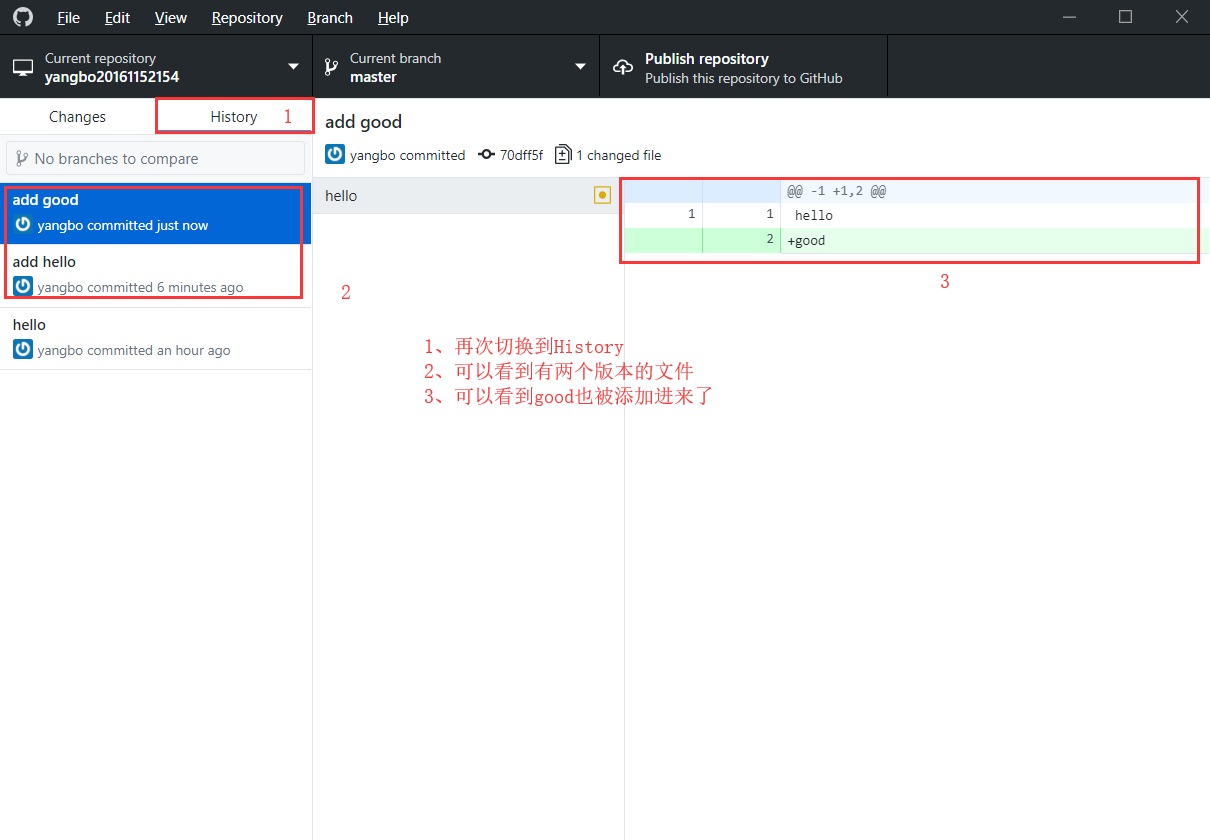 File Edit View Repository Branch Help
Current repository
yangbo20161152154
Current branch
master
Publish repository
Publish this repository to GitHub
Changes
History 1
No branches to compare
add good
yangbo committed just now
add hello
yangbo committed 6 minutes ago
hello
yangbo committed an hour ago
add good
yangbo committed 70dff5f 1 changed file
hello
@@ -1 +1,2 @@
1 1 hello
2 +good
2
3
1、再次切换到History
2、可以看到有两个版本的文件
3、可以看到good也被添加进来了